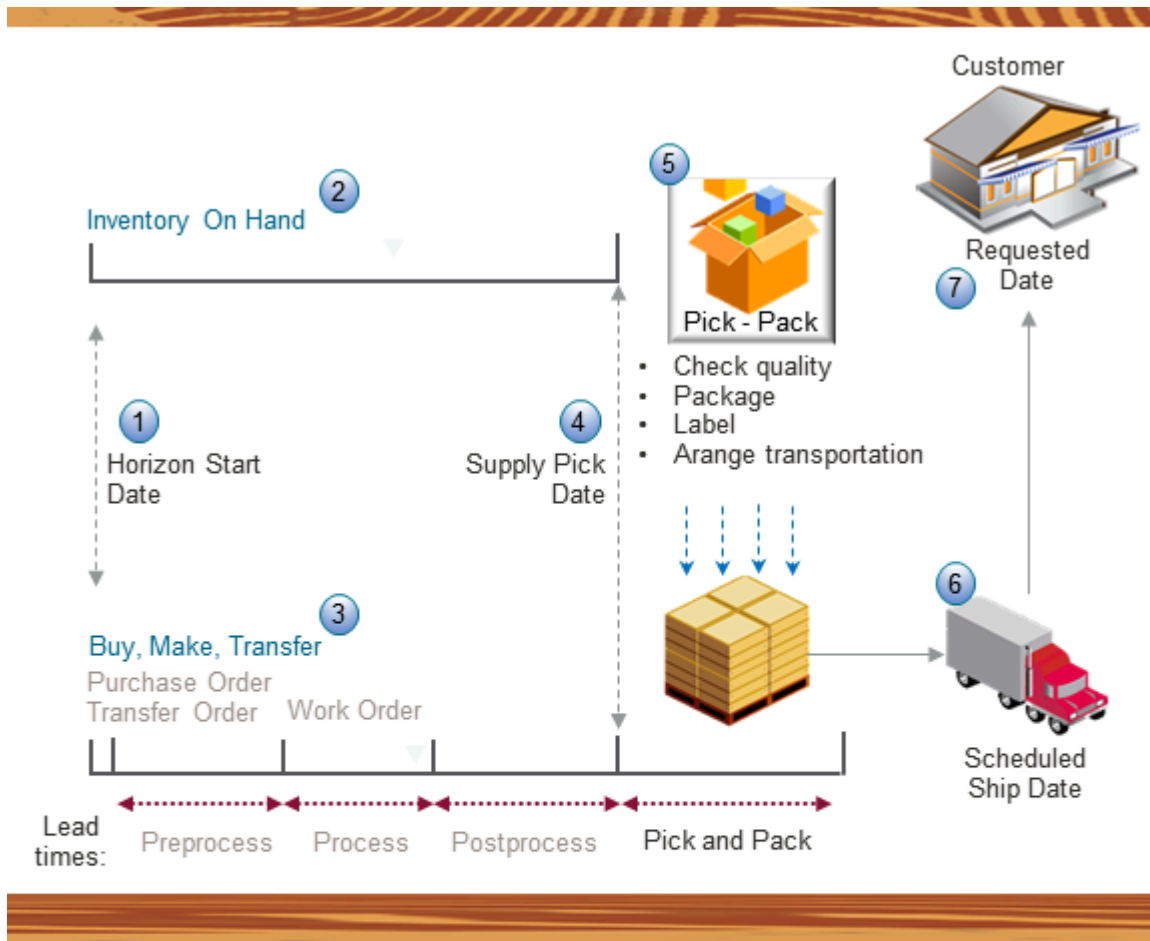 Customer
5
2
Inventory On Hand
Requested
Date
7
Pick - Pack
• Check quality
• Package
• Label
• Arange transportation
1
4
Horizon Start
Date
Supply Pick
Date
6
3
Buy, Make, Transfer
Purchase Order
Transfer Order
Work Order
Scheduled
Ship Date
Lead
times:
Preprocess
Process
Postprocess
Pick and Pack